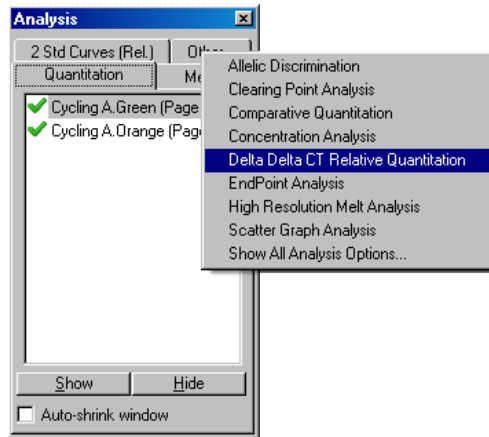 Analysis
2 Std Curves (Rel.)
Other
Quantitation
Cycling A.Green (Page
Cycling A.Orange (Pag
Show
Hide
Auto-shrink window
Allelic Discrimination
Clearing Point Analysis
Comparative Quantitation
Concentration Analysis
Delta Delta CT Relative Quantitation
EndPoint Analysis
High Resolution Melt Analysis
Scatter Graph Analysis
Show All Analysis Options...